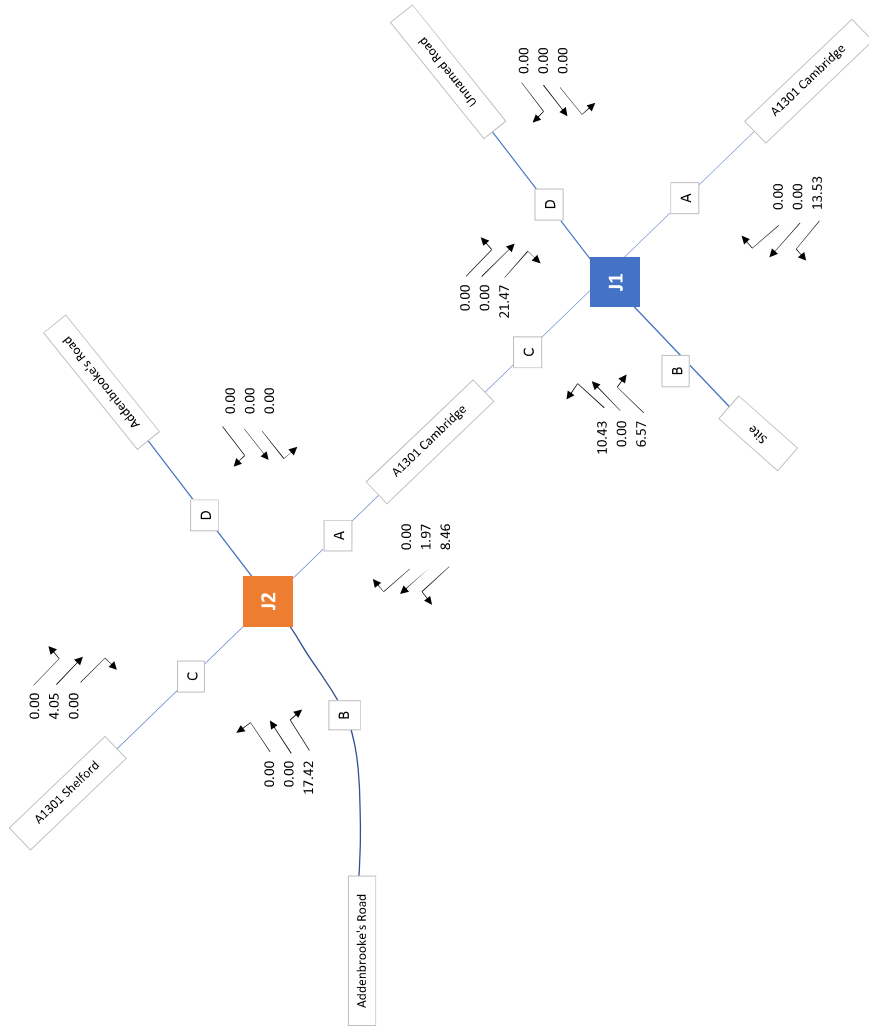 Unnamed Road
0.00
0.00
0.00
A1301 Cambridge
D
A
0.00
0.00
13.53
0.00
0.00
21.47
J1
C
B
Site
10.43
0.00
6.57
Addenbrooke's Road
0.00
0.00
0.00
A1301 Cambridge
D
A
0.00
1.97
8.46
J2
C
B
0.00
4.05
0.00
0.00
0.00
17.42
A1301 Shelford
Addenbrooke's Road